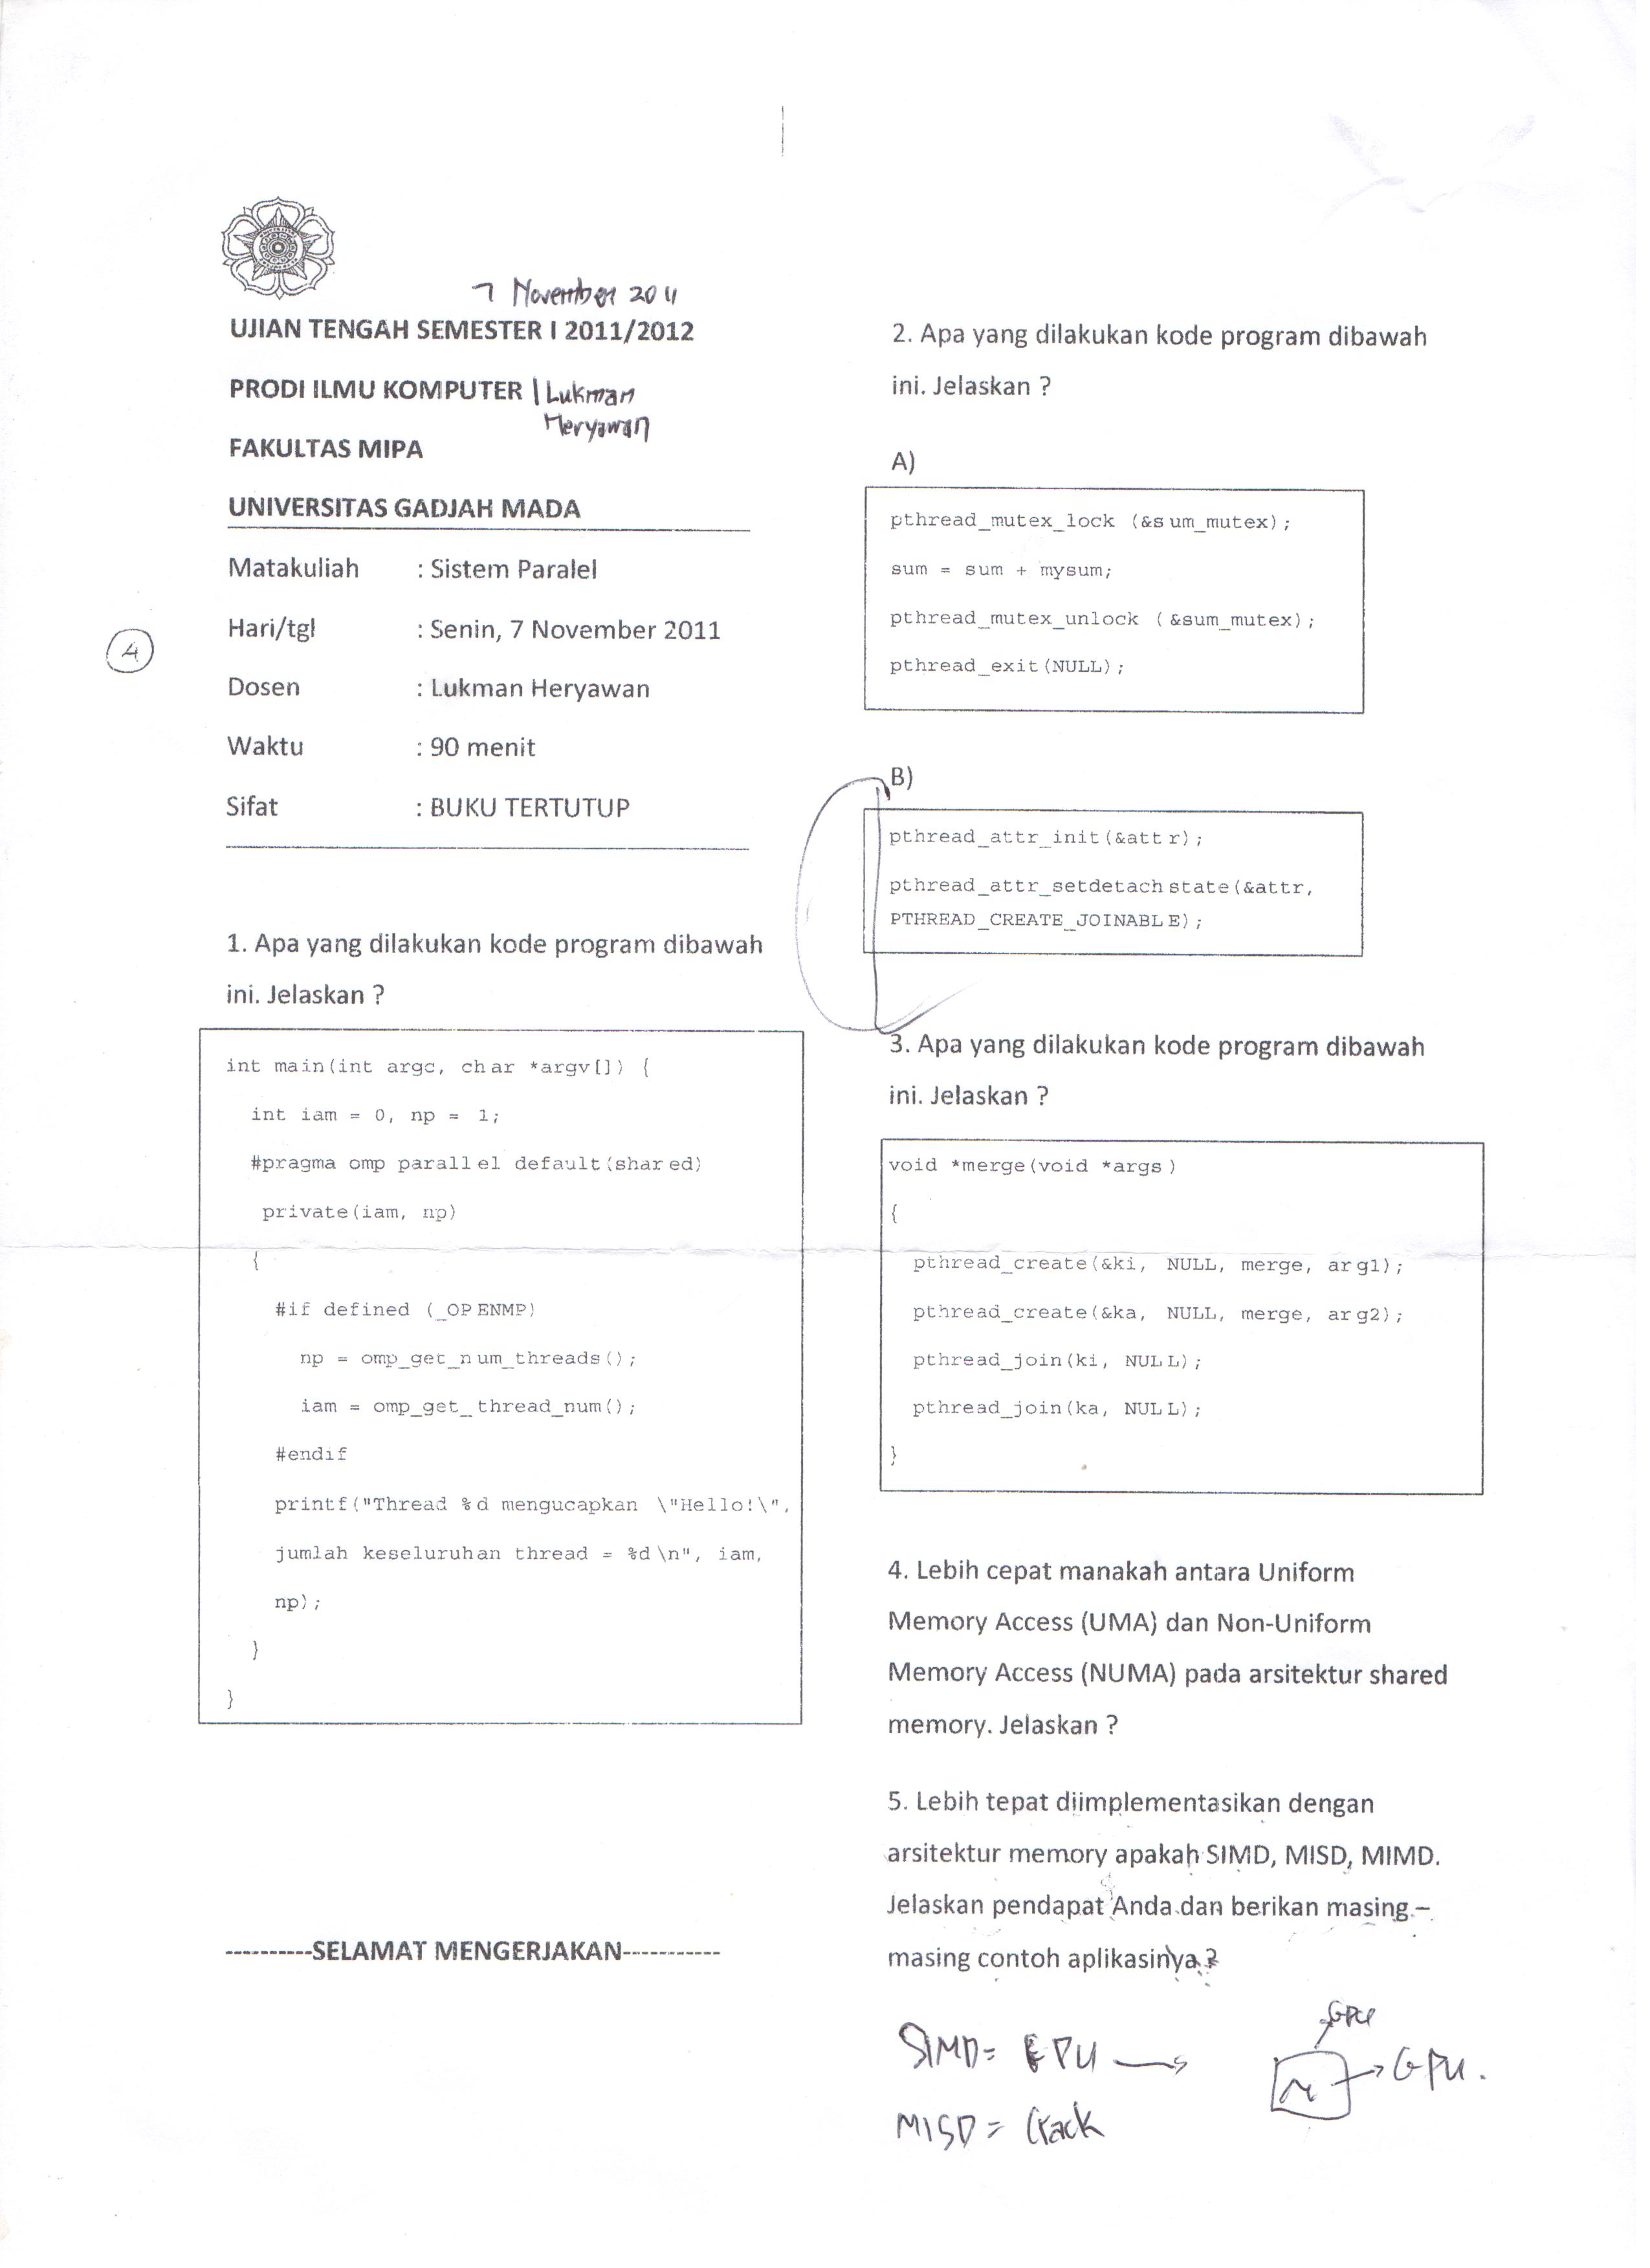 7 November 2011
UJIAN TENGAH SEMESTER I 2011/2012
PRODI ILMU KOMPUTER | Lukman
Heryawan
FAKULTAS MIPA
UNIVERSITAS GADJAH MADA
Matakuliah : Sistem Paralel
Hari/tgl : Senin, 7 November 2011
4
Dosen : Lukman Heryawan
Waktu : 90 menit
Sifat : BUKU TERTUTUP
1. Apa yang dilakukan kode program dibawah
ini. Jelaskan ?
int main(int argc, char *argv[]) {
int iam = 0, np = 1;
#pragma omp parallel default(shared)
private(iam, np)
{
#if defined (_OPENMP)
np = omp_get_num_threads();
iam = omp_get_thread_num();
#endif
printf("Thread %d mengucapkan \"Hello!\",
jumlah keseluruhan thread = %d\n", iam,
np);
}
}
----------SELAMAT MENGERJAKAN-----------
2. Apa yang dilakukan kode program dibawah
ini. Jelaskan ?
A)
pthread_mutex_lock (&sum_mutex);
sum = sum + mysum;
pthread_mutex_unlock (&sum_mutex);
pthread_exit(NULL);
B)
pthread_attr_init(&attr);
pthread_attr_setdetachstate(&attr,
PTHREAD_CREATE_JOINABLE);
3. Apa yang dilakukan kode program dibawah
ini. Jelaskan ?
void *merge(void *args)
{
pthread_create(&ki, NULL, merge, arg1);
pthread_create(&ka, NULL, merge, arg2);
pthread_join(ki, NULL);
pthread_join(ka, NULL);
}
4. Lebih cepat manakah antara Uniform
Memory Access (UMA) dan Non-Uniform
Memory Access (NUMA) pada arsitektur shared
memory. Jelaskan ?
5. Lebih tepat diimplementasikan dengan
arsitektur memory apakah SIMD, MISD, MIMD.
Jelaskan pendapat Anda dan berikan masing –
masing contoh aplikasinya ?
GPU
SIMD = GPU → M → GPU.
MISD = Crack